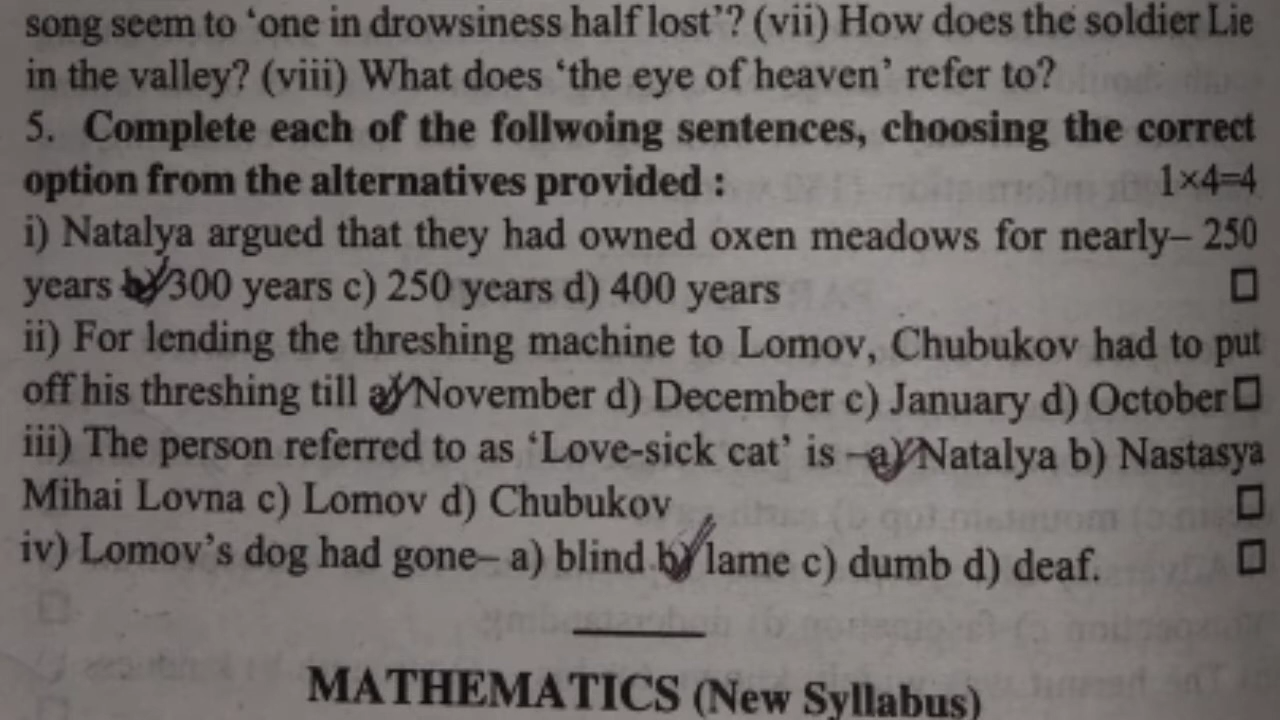 song seem to ‘one in drowsiness half lost’? (vii) How does the soldier Lie
in the valley? (viii) What does ‘the eye of heaven’ refer to?
5. Complete each of the follwoing sentences, choosing the correct
option from the alternatives provided : 1×4=4
i) Natalya argued that they had owned oxen meadows for nearly– 250
years b) 300 years c) 250 years d) 400 years
ii) For lending the threshing machine to Lomov, Chubukov had to put
off his threshing till a) November d) December c) January d) October
iii) The person referred to as ‘Love-sick cat’ is –a) Natalya b) Nastasya
Mihai Lovna c) Lomov d) Chubukov
iv) Lomov’s dog had gone– a) blind b) lame c) dumb d) deaf.
MATHEMATICS (New Syllabus)